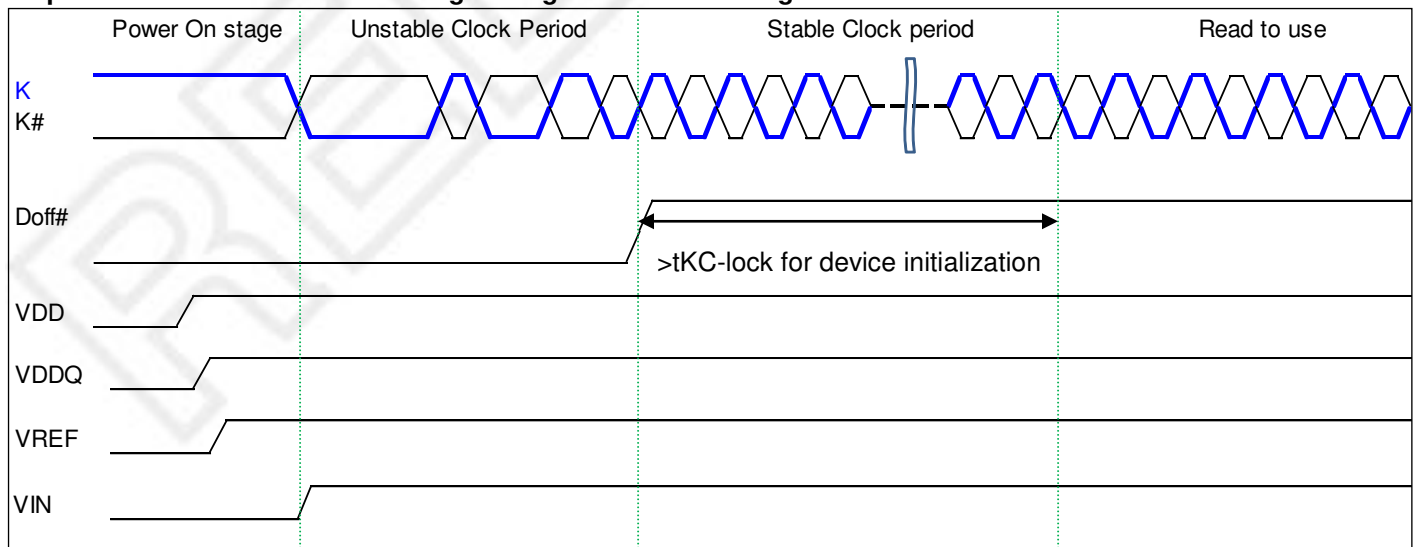 Power On stage Unstable Clock Period Stable Clock period Read to use
K
K#
Doff#
>tKC-lock for device initialization
VDD
VDDQ
VREF
VIN